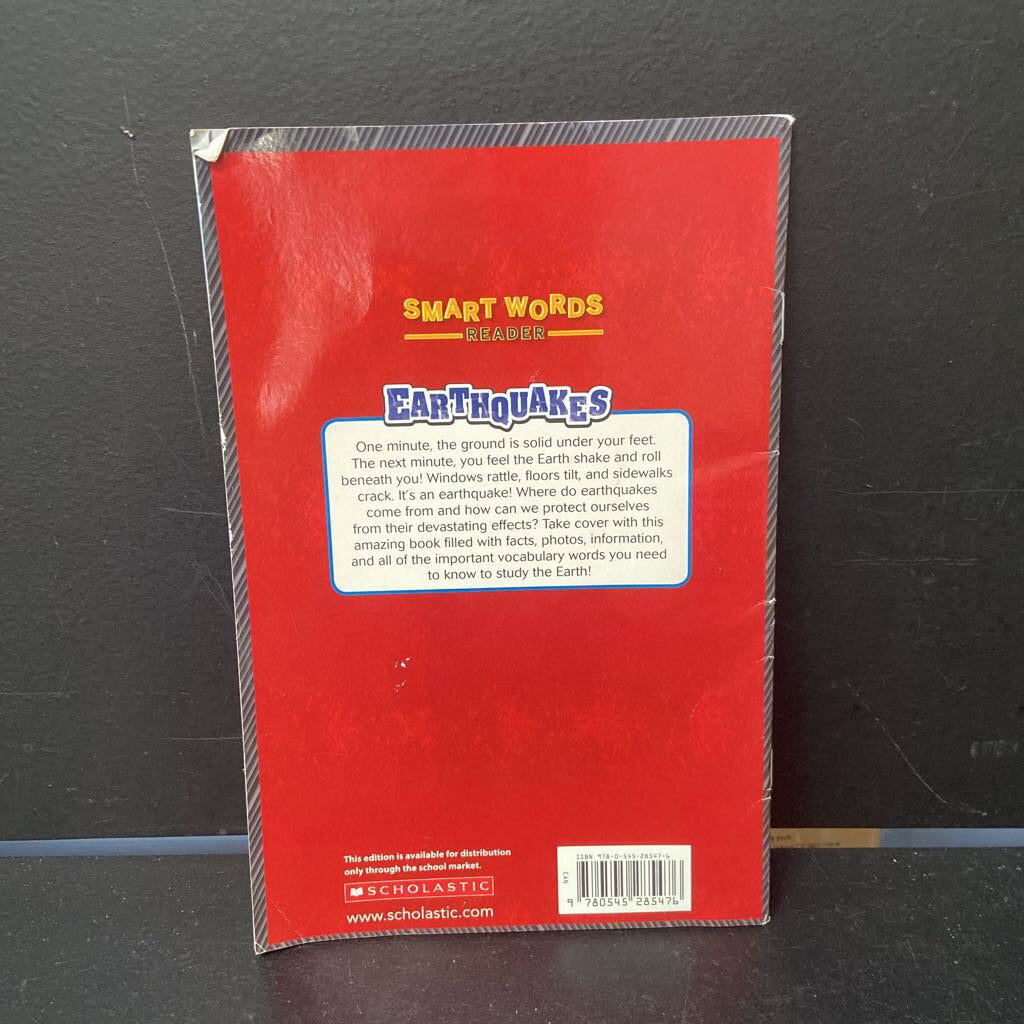 SMART WORDS
READER
EARTHQUAKES
One minute, the ground is solid under your feet.
The next minute, you feel the Earth shake and roll
beneath you! Windows rattle, floors tilt, and sidewalks
crack. It's an earthquake! Where do earthquakes
come from and how can we protect ourselves
from their devastating effects? Take cover with this
amazing book filled with facts, photos, information,
and all of the important vocabulary words you need
to know to study the Earth!
This edition is available for distribution
only through the school market.
SCHOLASTIC
www.scholastic.com
ISBN 978-0-545-28547-6
EAN
9 780545 285476